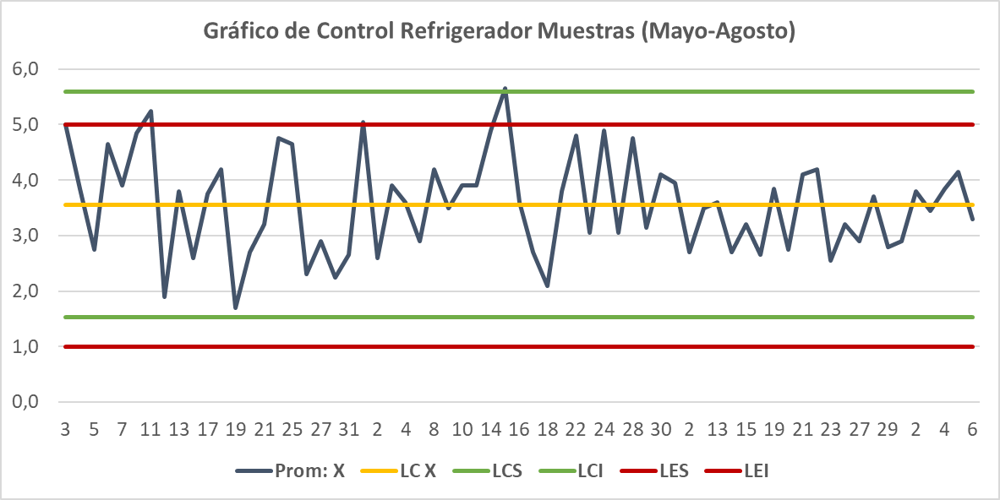 Gráfico de Control Refrigerador Muestras (Mayo-Agosto)
6,0
5,0
4,0
3,0
2,0
1,0
0,0
3 5 7 11 13 17 19 21 25 27 31 2 4 8 10 14 16 18 22 24 28 30 2 13 15 19 21 23 27 29 2 4 6
Prom: X LC X LCS LCI LES LEI